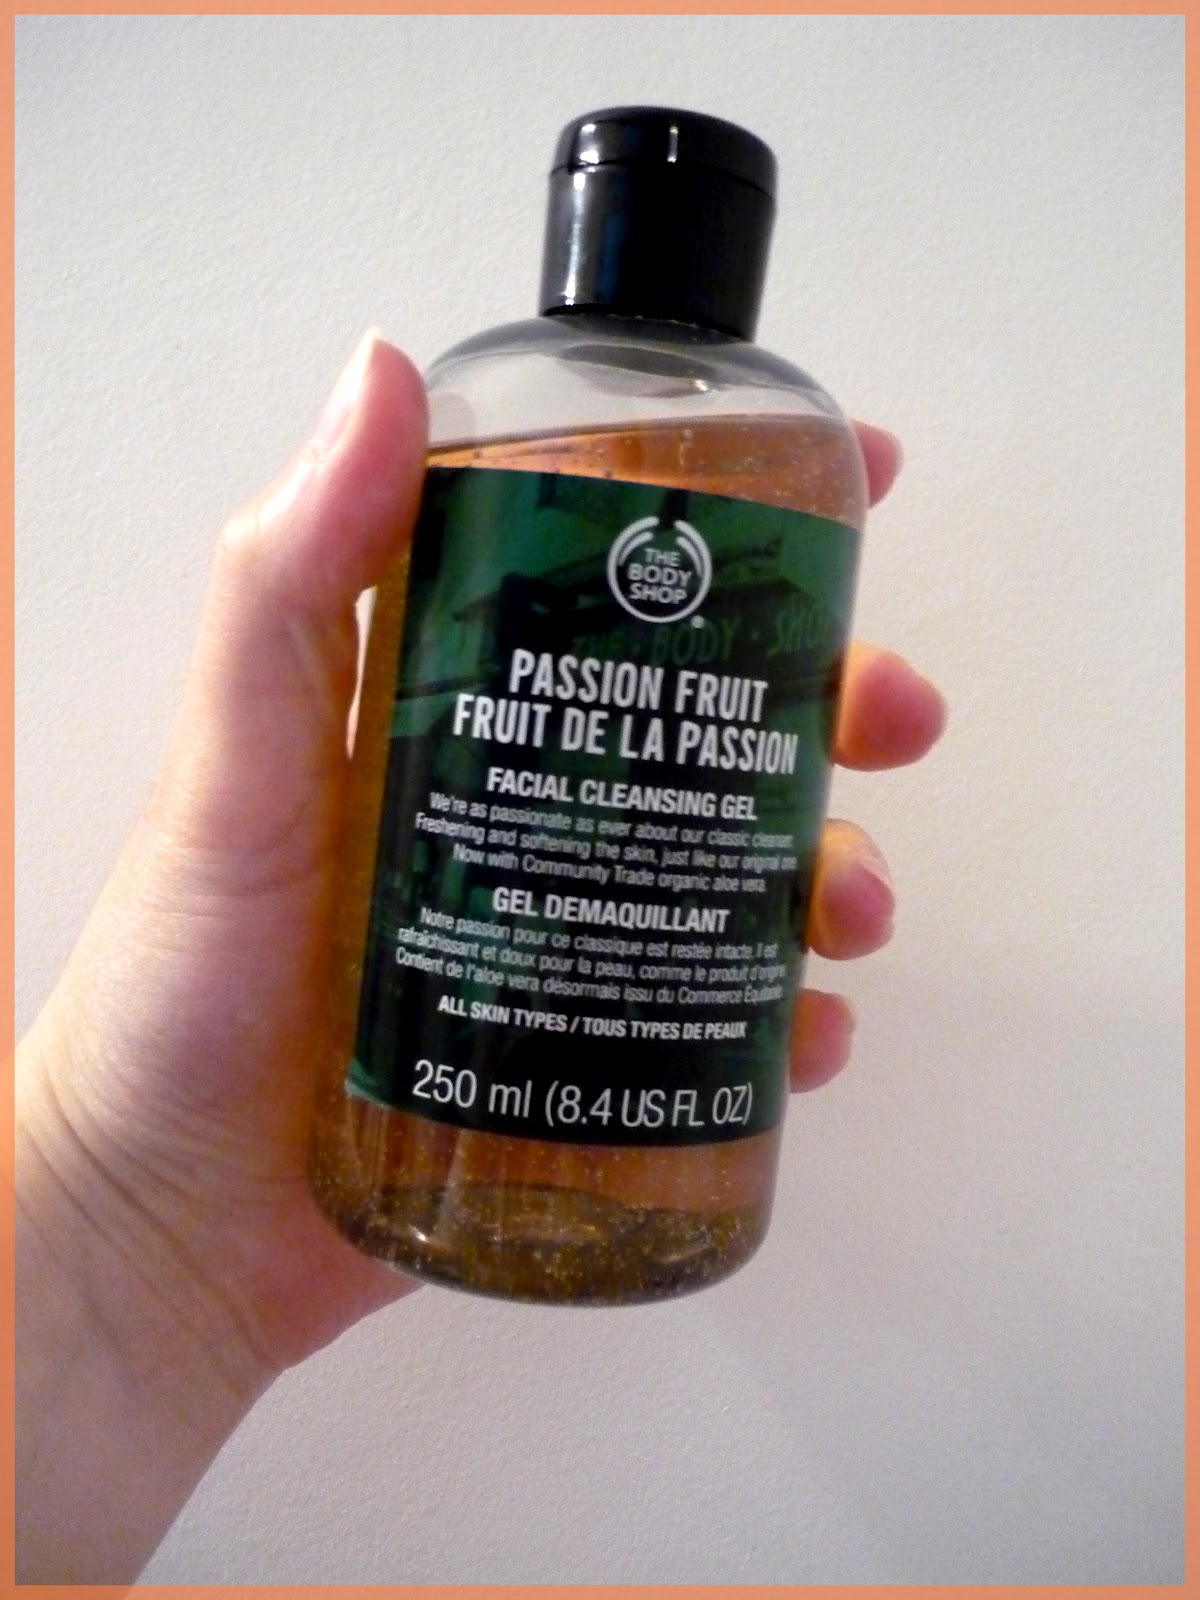 THE
BODY
SHOP
®
THE · BODY · SHOP
PASSION FRUIT
FRUIT DE LA PASSION
FACIAL CLEANSING GEL
We're as passionate as ever about our classic cleanser.
Freshening and softening the skin, just like our original one.
Now with Community Trade organic aloe vera.
GEL DEMAQUILLANT
Notre passion pour ce classique est restée intacte. Il est
rafraîchissant et doux pour la peau, comme le produit d'origine.
Contient de l'aloe vera désormais issu du Commerce Equitable.
ALL SKIN TYPES / TOUS TYPES DE PEAUX
250 ml (8.4 US FL OZ)